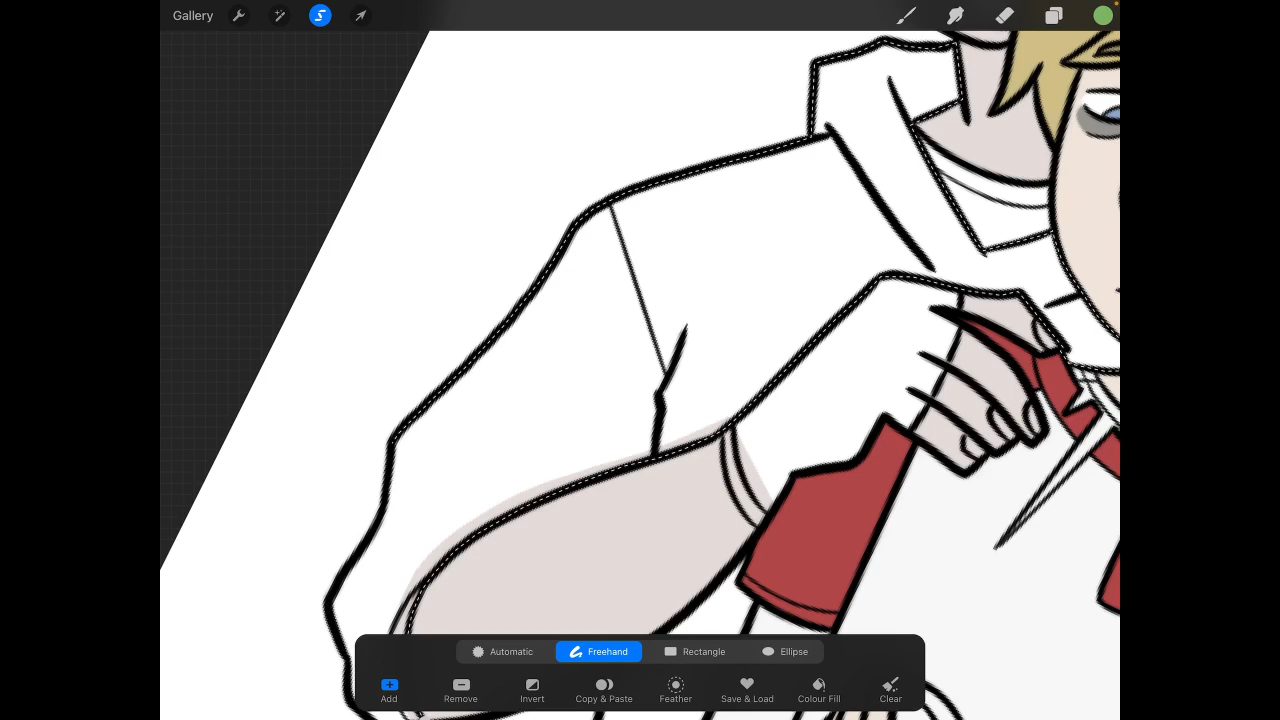 Gallery
Automatic Freehand Rectangle Ellipse
Add Remove Invert Copy & Paste Feather Save & Load Colour Fill Clear